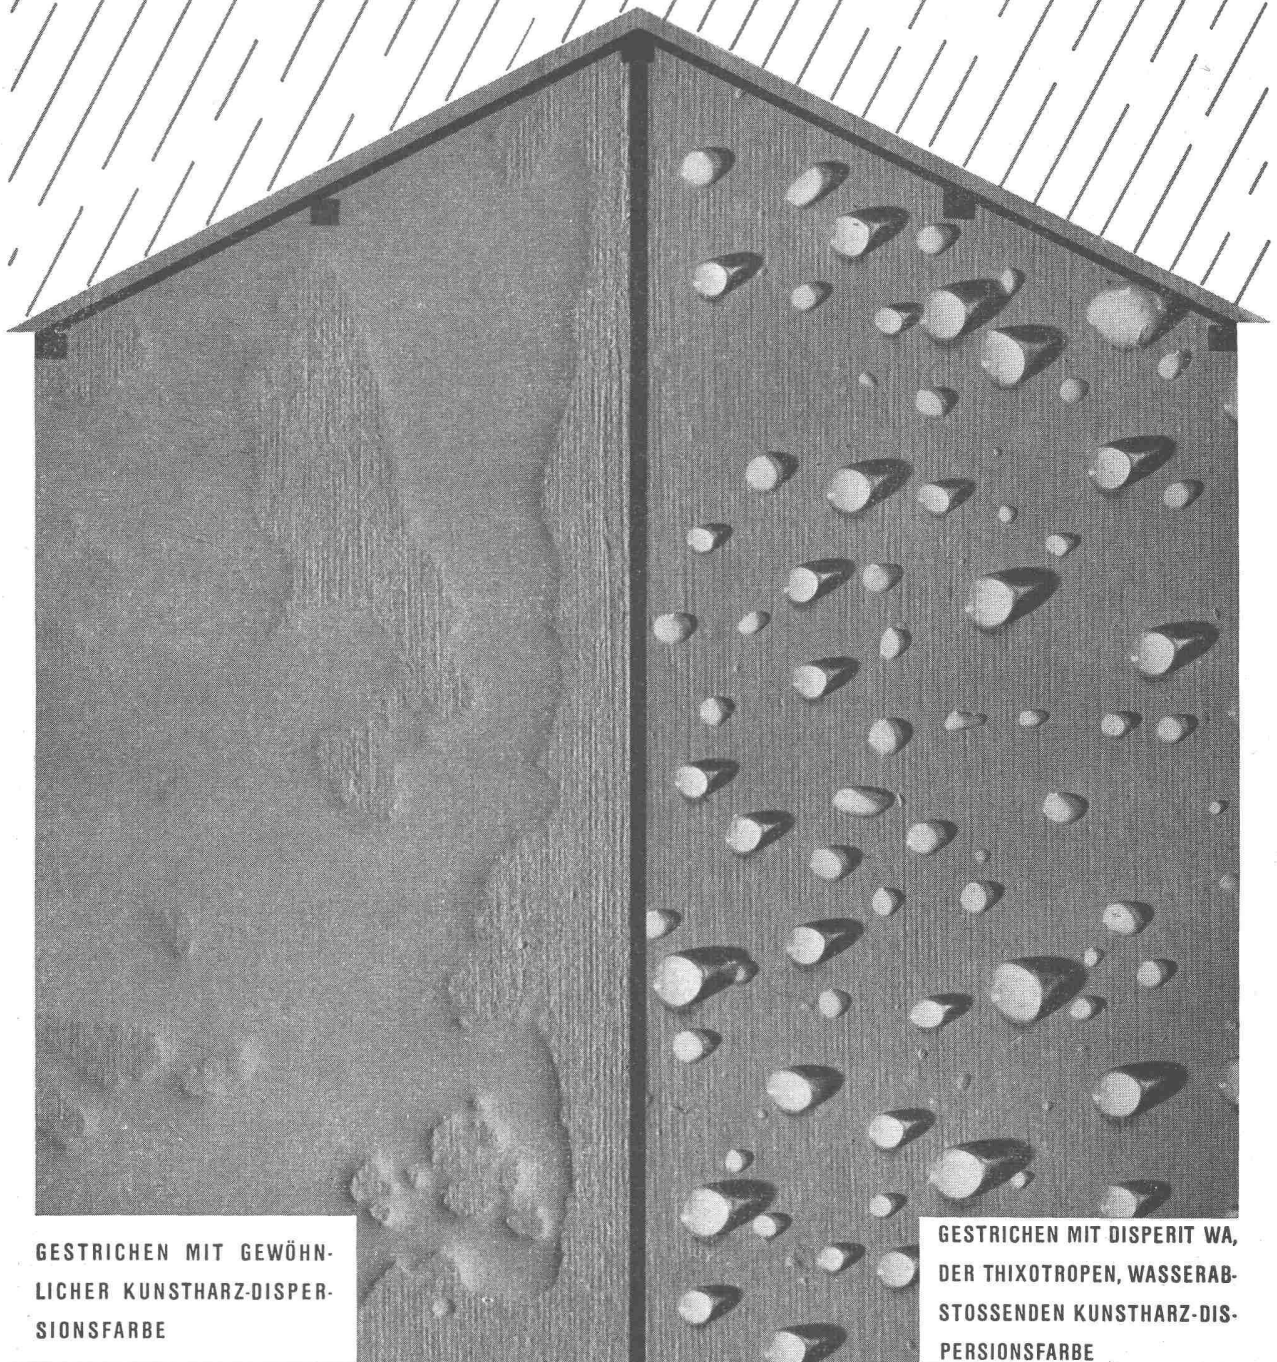 GESTRICHEN MIT GEWÖHN-
LICHER KUNSTHARZ-DISPER-
SIONSFARBE
GESTRICHEN MIT DISPERIT WA,
DER THIXOTROPEN, WASSERAB-
STOSSENDEN KUNSTHARZ-DIS-
PERSIONSFARBE